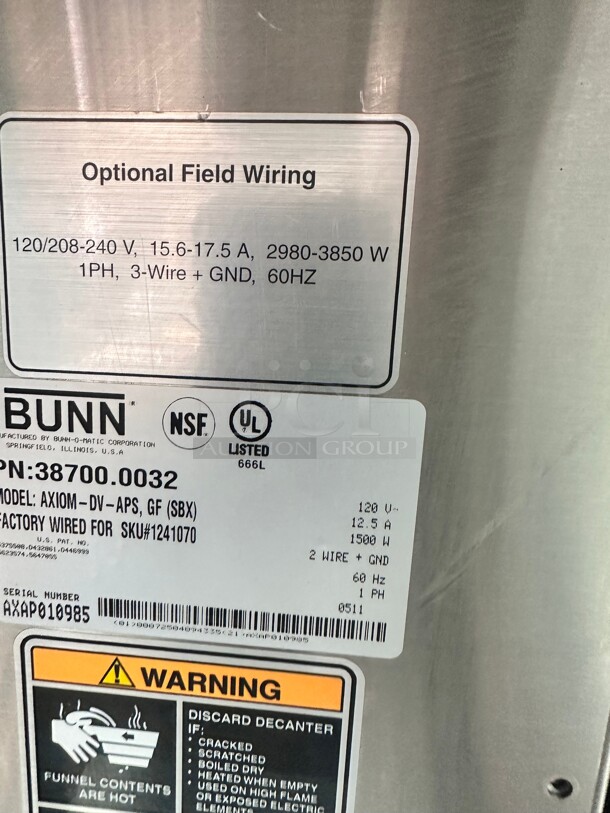 Optional Field Wiring
120/208-240 V, 15.6-17.5 A, 2980-3850 W
1PH, 3-Wire + GND, 60HZ
BUNN
NSF
UL
LISTED
666L
UFACTURED BY BUNN-O-MATIC CORPORATION
SPRINGFIELD, ILLINOIS, U.S.A
PN:38700.0032
MODEL: AXIOM-DV-APS, GF (SBX)
FACTORY WIRED FOR SKU#1241070
U.S. PAT. NO.
120 V~
12.5 A
1500 W
2 WIRE + GND
60 Hz
1 PH
0511
SERIAL NUMBER
AXAP010985
AUCTION GROUP
WARNING
FUNNEL CONTENTS
ARE HOT
DISCARD DECANTER
IF:
• CRACKED
• SCRATCHED
• BOILED DRY
• HEATED WHEN EMPTY
• USED ON HIGH FLAME
OR EXPOSED ELECTRIC
ELEMENTS